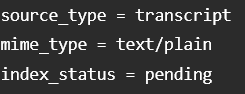 source_type = transcript
mime_type = text/plain
index_status = pending